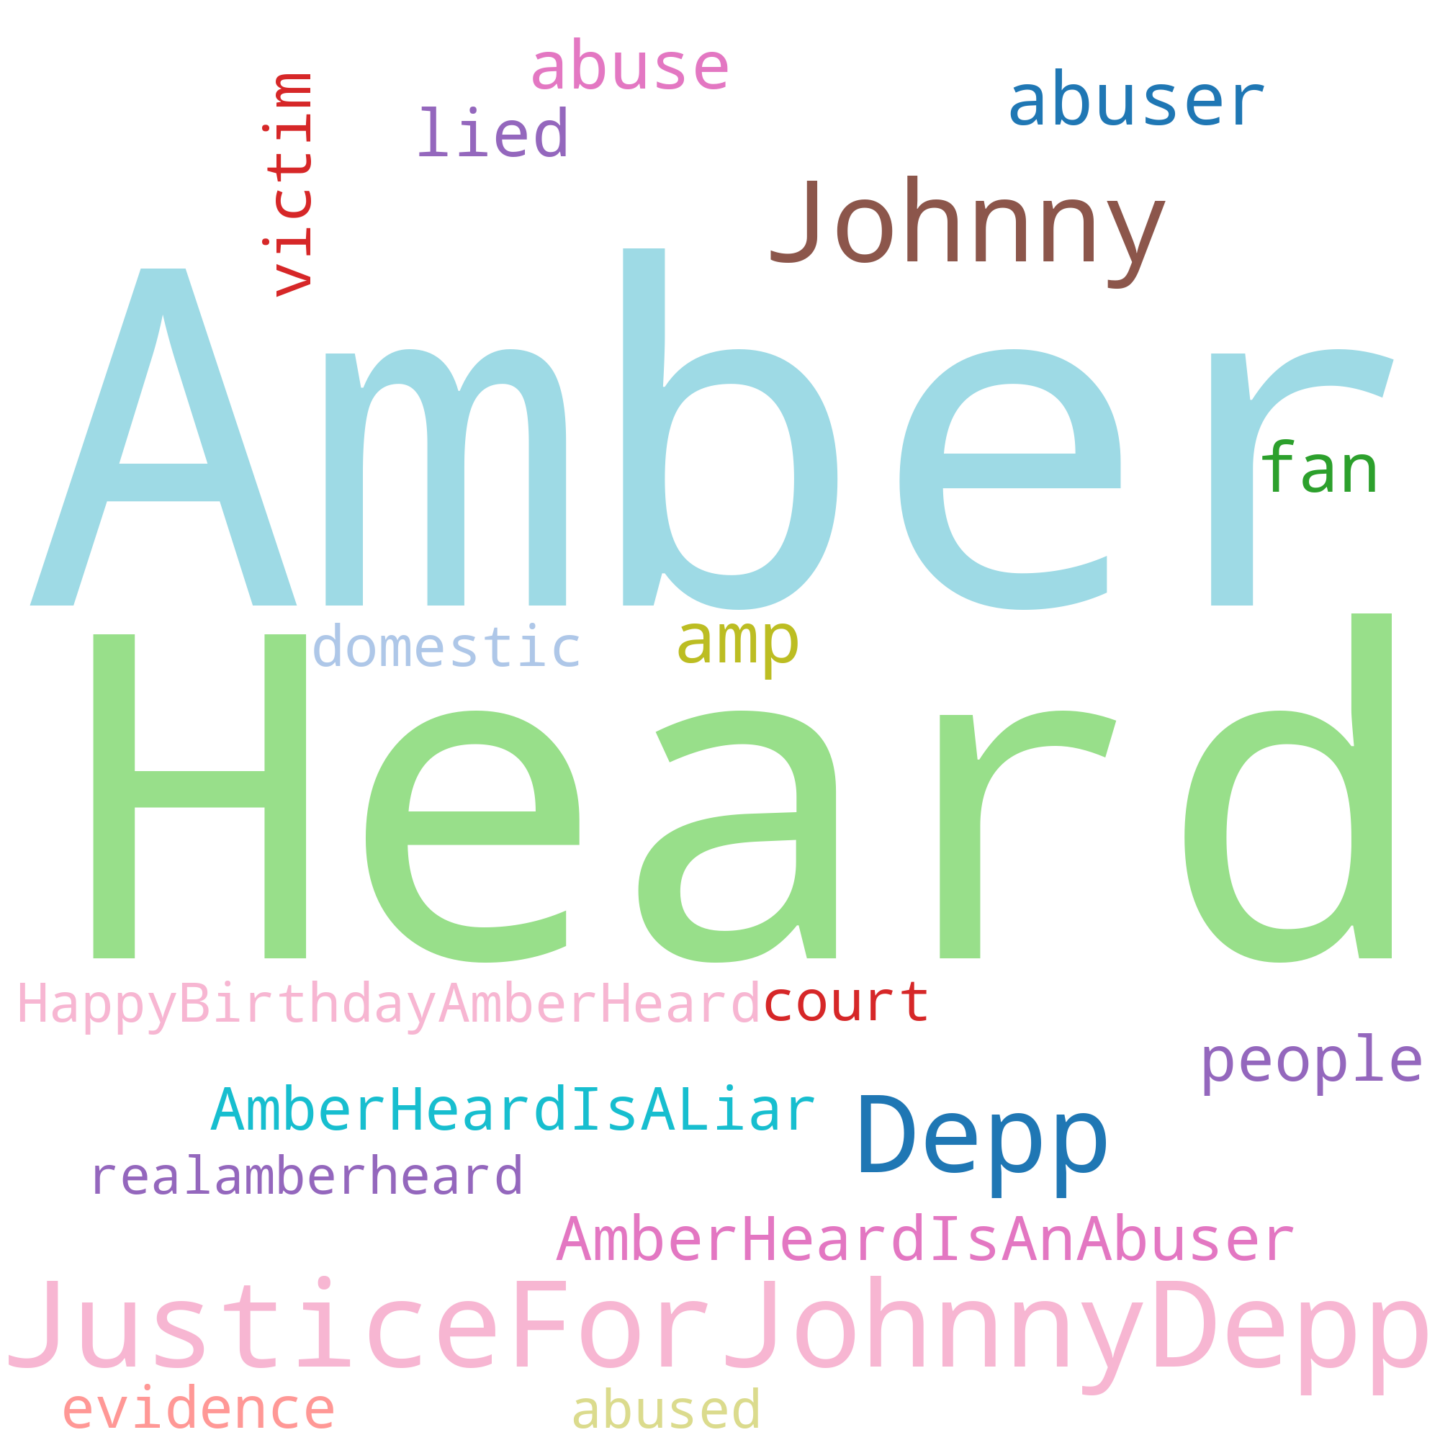 abuse
abuser
victim
lied
Johnny
Amber
fan
domestic
amp
Heard
HappyBirthdayAmberHeard
court
people
AmberHeardIsALiar
Depp
realamberheard
AmberHeardIsAnAbuser
JusticeForJohnnyDepp
evidence
abused